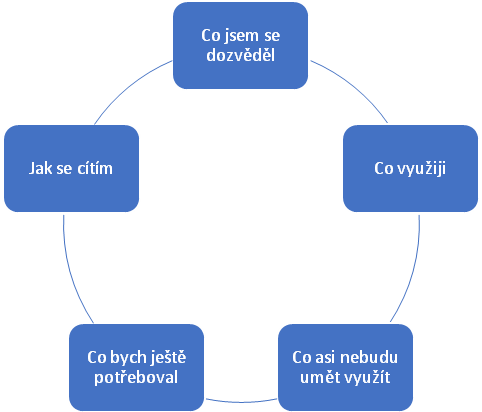 Co jsem se
dozvěděl
Co využiji
Co asi nebudu
umět využít
Co bych ještě
potřeboval
Jak se cítím